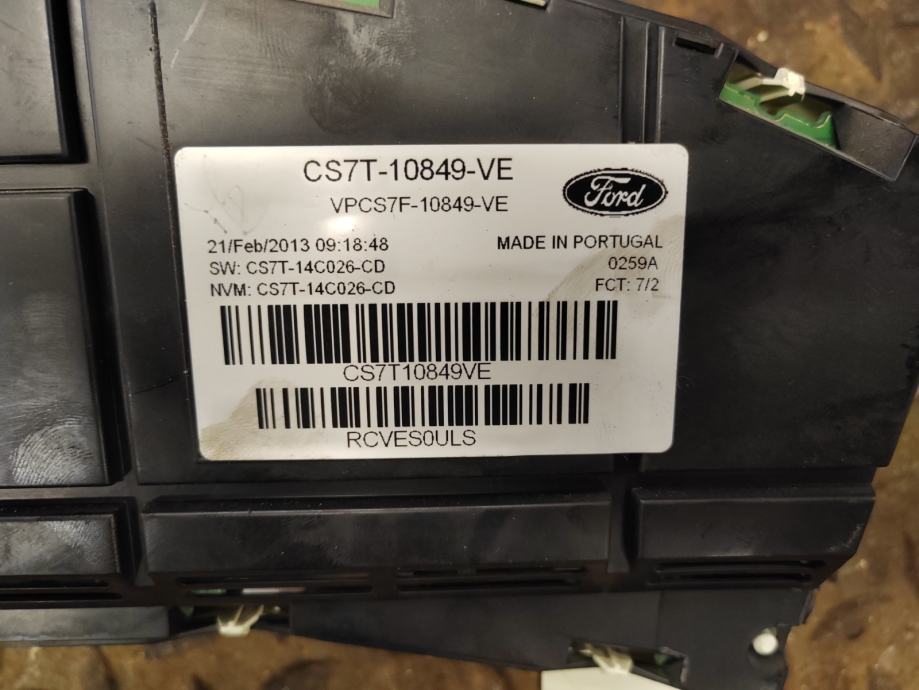 CS7T-10849-VE
VPCS7F-10849-VE
Ford
21/Feb/2013 09:18:48
MADE IN PORTUGAL
SW: CS7T-14C026-CD
0259A
NVM: CS7T-14C026-CD
FCT: 7/2
CS7T10849VE
RCVES0ULS